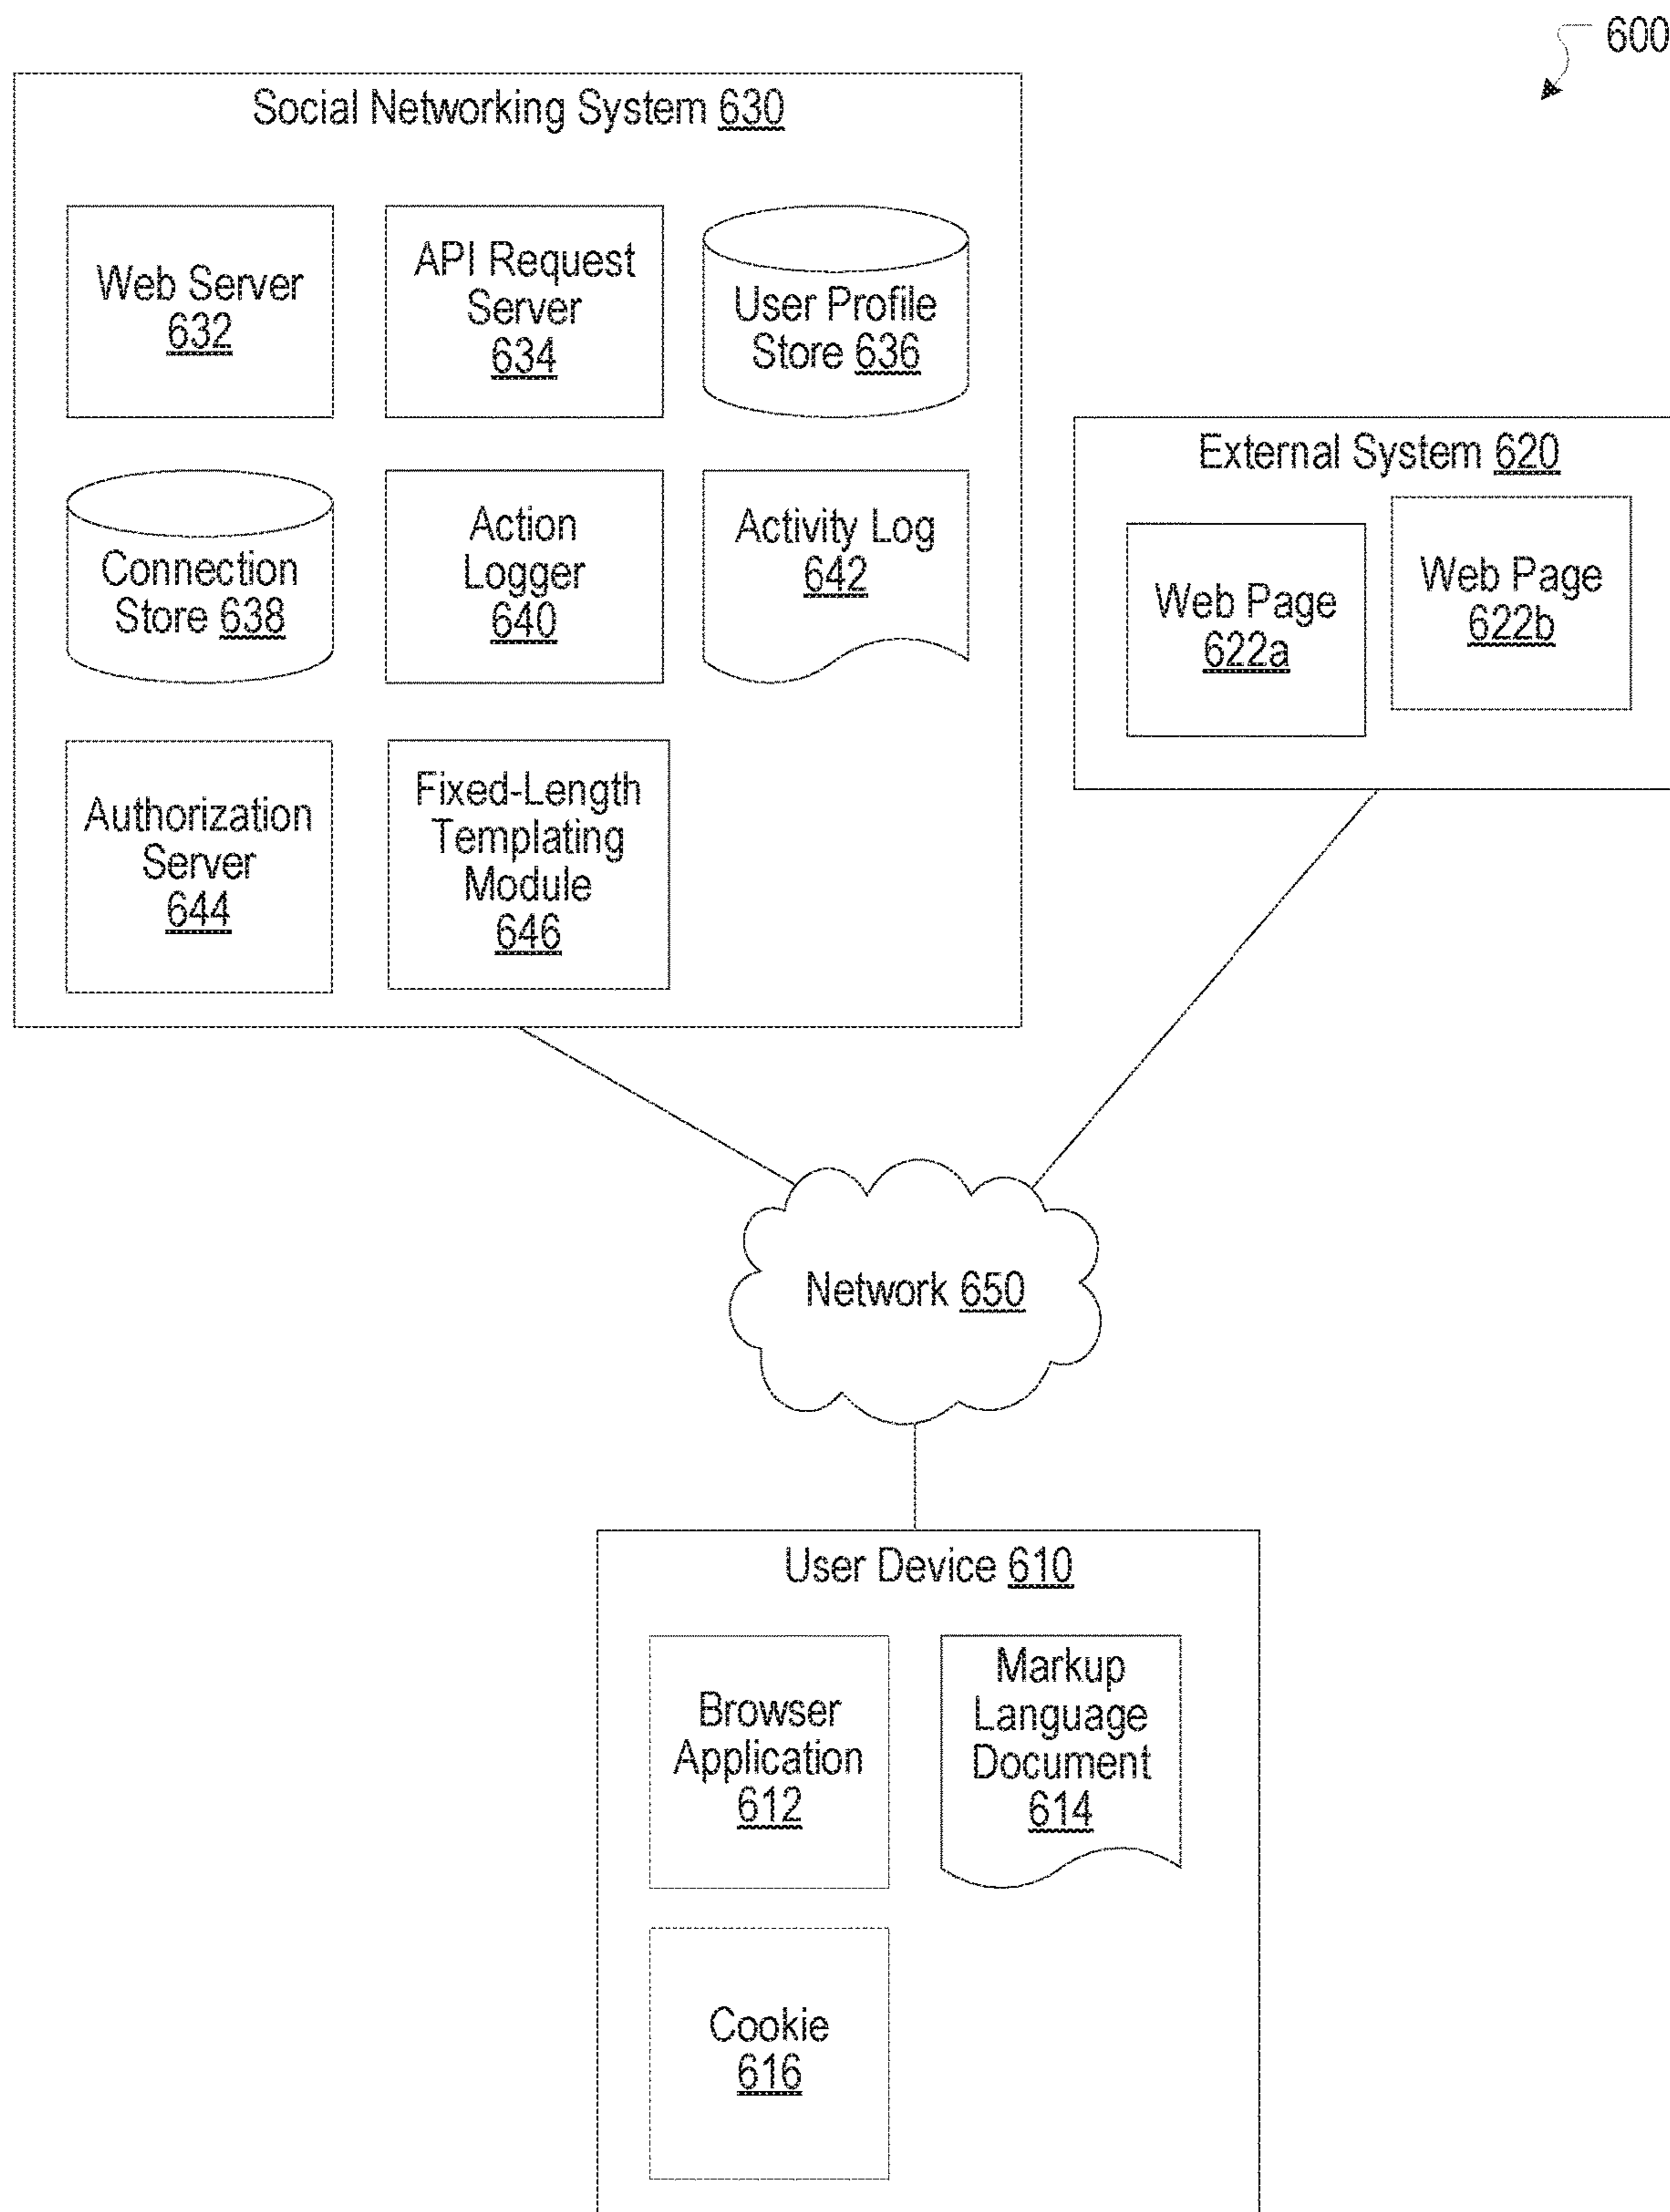 600
Social Networking System 630
Web Server
632
API Request
Server
634
User Profile
Store 636
Connection
Store 638
Action
Logger
640
Activity Log
642
Authorization
Server
644
Fixed-Length
Templating
Module
646
External System 620
Web Page
622a
Web Page
622b
Network 650
User Device 610
Browser
Application
612
Markup
Language
Document
614
Cookie
616